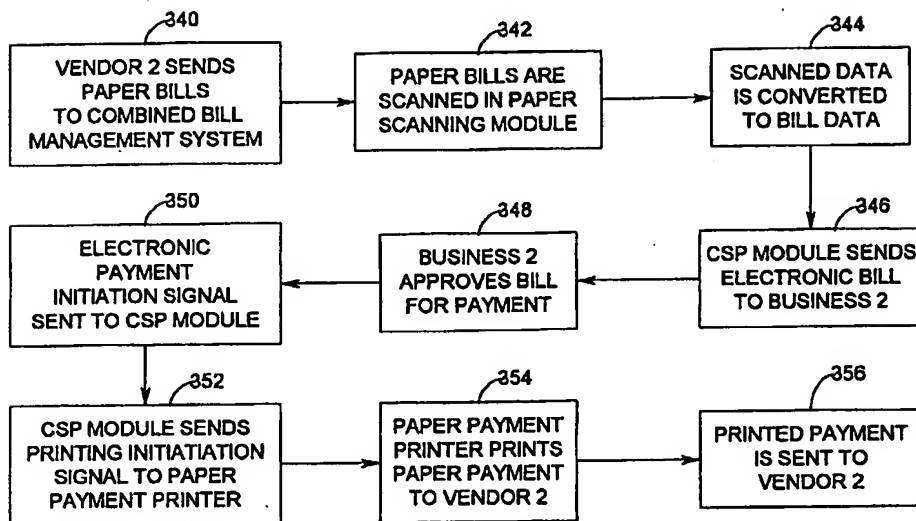 340
VENDOR 2 SENDS
PAPER BILLS
TO COMBINED BILL
MANAGEMENT SYSTEM
342
PAPER BILLS ARE
SCANNED IN PAPER
SCANNING MODULE
344
SCANNED DATA
IS CONVERTED
TO BILL DATA
346
CSP MODULE SENDS
ELECTRONIC BILL
TO BUSINESS 2
348
BUSINESS 2
APPROVES BILL
FOR PAYMENT
350
ELECTRONIC
PAYMENT
INITIATION SIGNAL
SENT TO CSP MODULE
352
CSP MODULE SENDS
PRINTING INITIATIATION
SIGNAL TO PAPER
PAYMENT PRINTER
354
PAPER PAYMENT
PRINTER PRINTS
PAPER PAYMENT
TO VENDOR 2
356
PRINTED PAYMENT
IS SENT TO
VENDOR 2